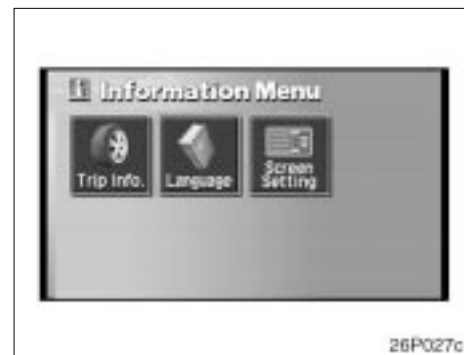 i Information Menu
Trip Info.
Language
Screen
Setting
26P027c